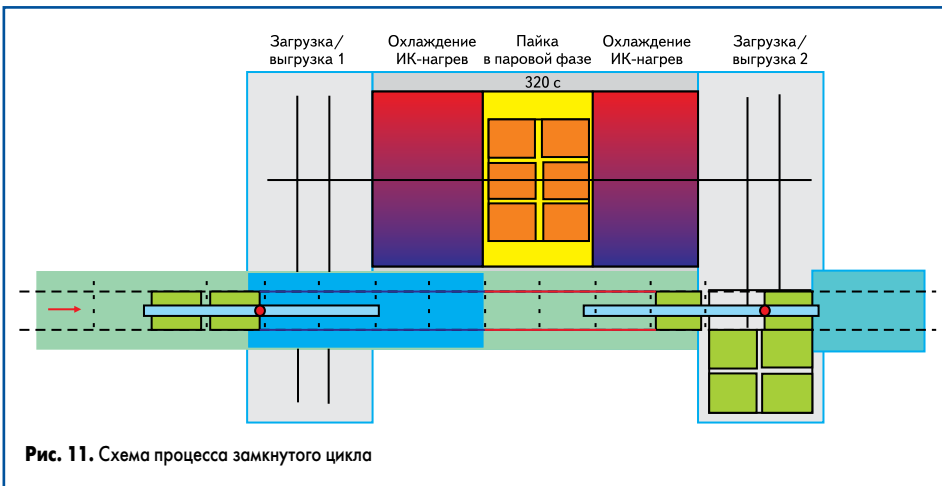 Загрузка/
выгрузка 1
Охлаждение
ИК-нагрев
Пайка
в паровой фазе
Охлаждение
ИК-нагрев
Загрузка/
выгрузка 2
320 с
Рис. 11. Схема процесса замкнутого цикла